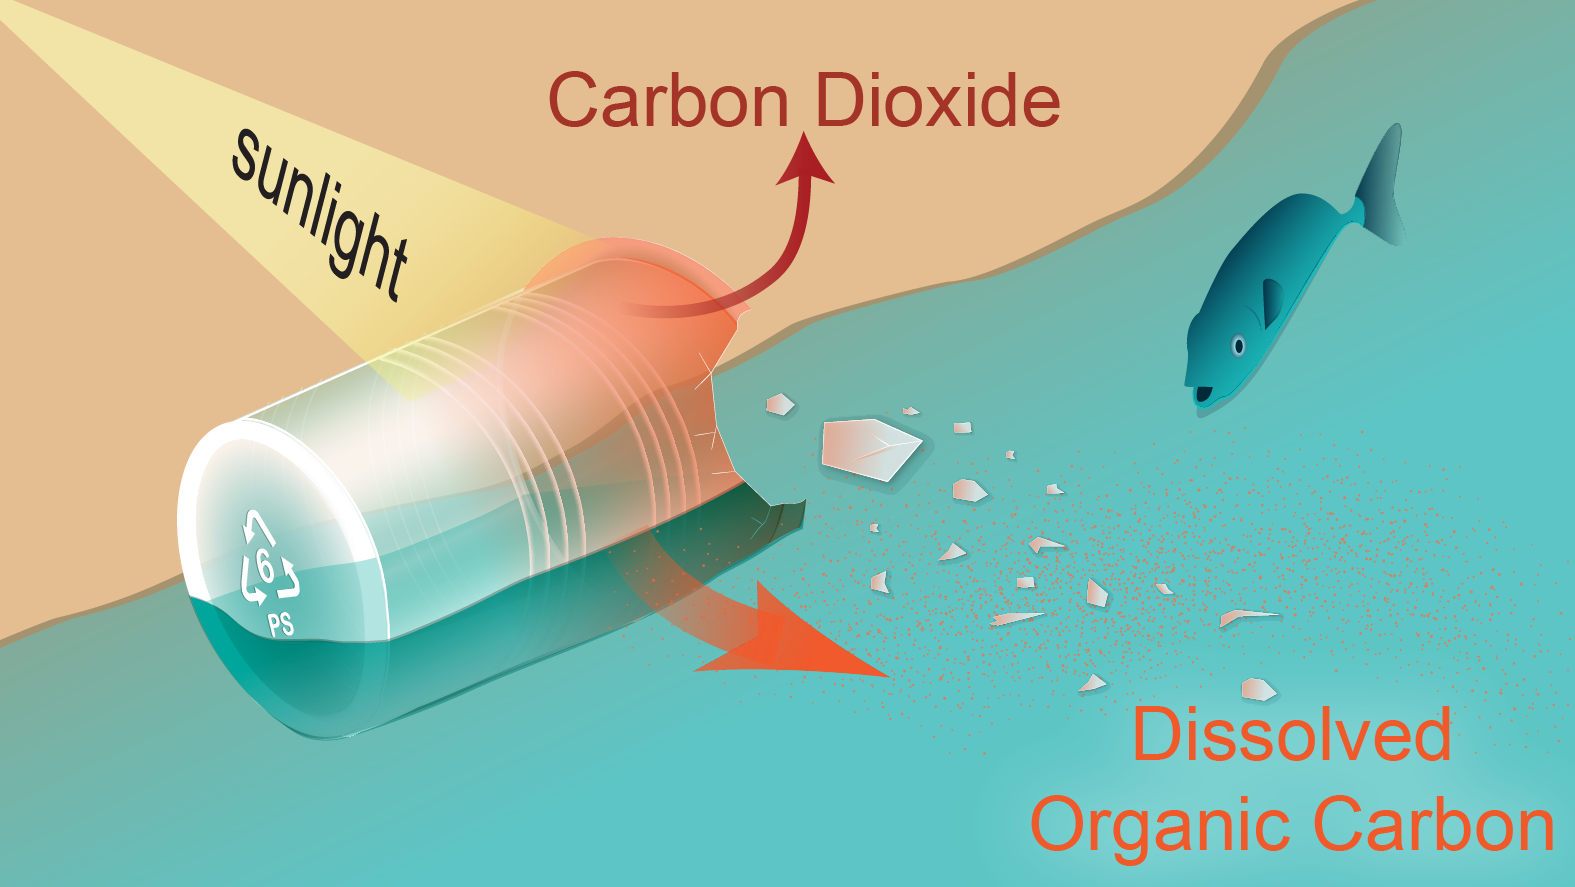 Carbon Dioxide
sunlight
6
PS
Dissolved
Organic Carbon